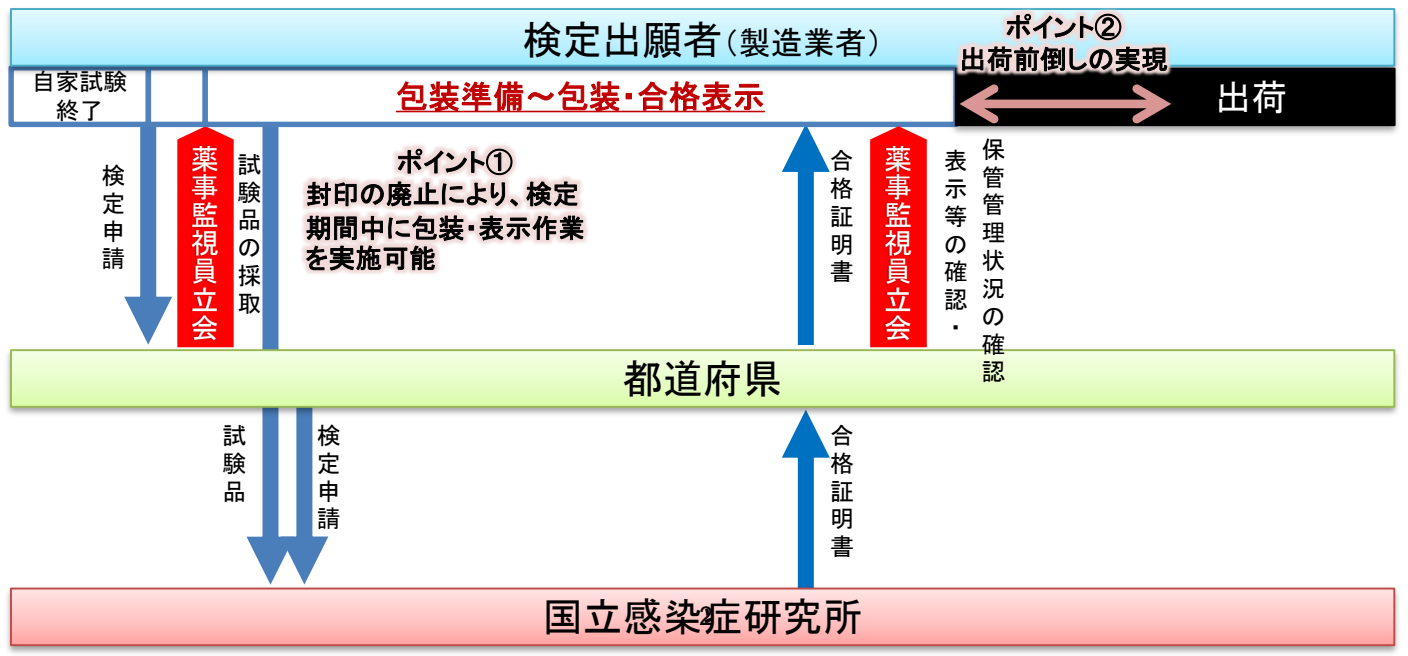 検定出願者（製造業者）
ポイント②
出荷前倒しの実現
自家試験
終了
包装準備～包装・合格表示
出荷
検定申請
薬事監視員立会
試験品の採取
ポイント①
封印の廃止により、検定
期間中に包装・表示作業
を実施可能
合格証明書
薬事監視員立会
表示等の確認・
保管管理状況の確認
都道府県
試験品
検定申請
合格証明書
国立感染症研究所
2